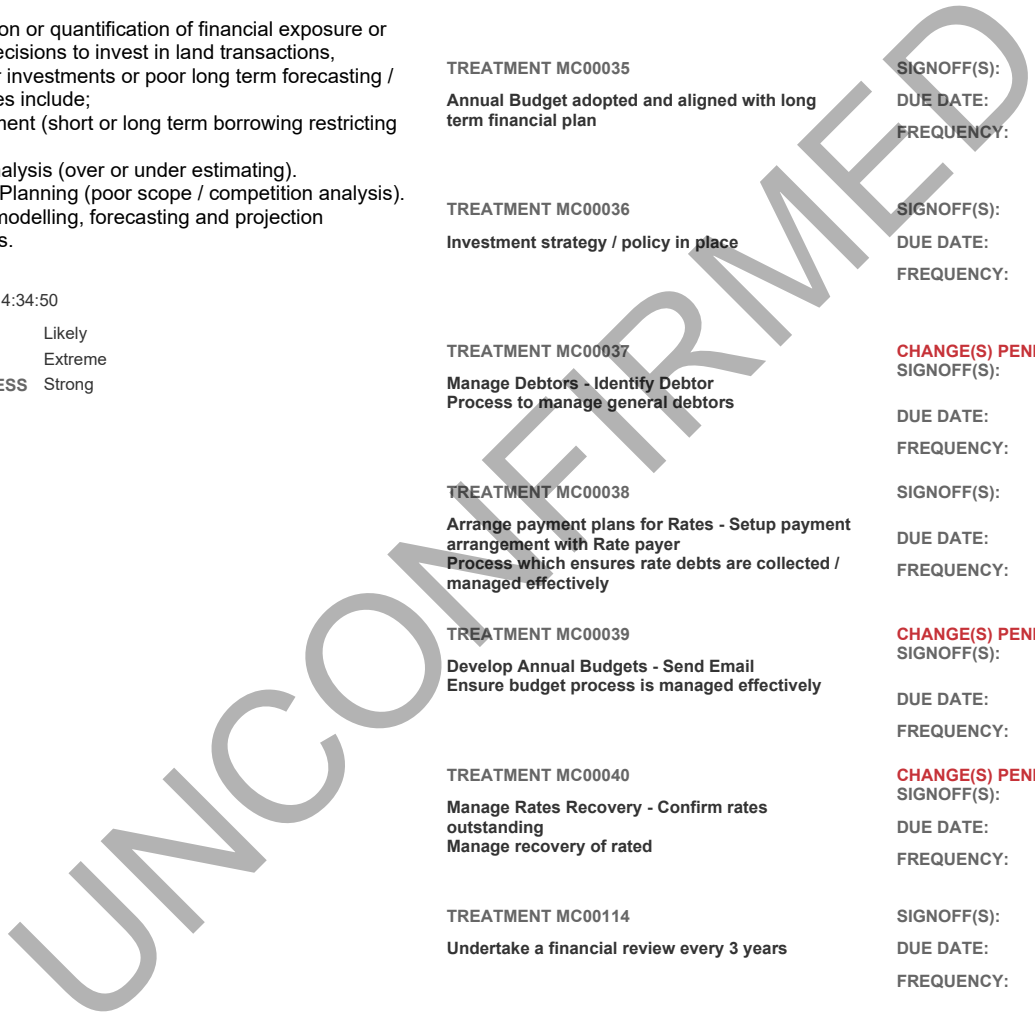 on or quantification of financial exposure or
ecisions to invest in land transactions,
r investments or poor long term forecasting /
es include;
ment (short or long term borrowing restricting
alysis (over or under estimating).
Planning (poor scope / competition analysis).
modelling, forecasting and projection
s.
4:34:50
Likely
Extreme
ESS Strong
TREATMENT MC00035
Annual Budget adopted and aligned with long
term financial plan
SIGNOFF(S):
DUE DATE:
FREQUENCY:
TREATMENT MC00036
Investment strategy / policy in place
SIGNOFF(S):
DUE DATE:
FREQUENCY:
TREATMENT MC00037
Manage Debtors - Identify Debtor
Process to manage general debtors
CHANGE(S) PEN
SIGNOFF(S):
DUE DATE:
FREQUENCY:
TREATMENT MC00038
Arrange payment plans for Rates - Setup payment
arrangement with Rate payer
Process which ensures rate debts are collected /
managed effectively
SIGNOFF(S):
DUE DATE:
FREQUENCY:
TREATMENT MC00039
Develop Annual Budgets - Send Email
Ensure budget process is managed effectively
CHANGE(S) PEN
SIGNOFF(S):
DUE DATE:
FREQUENCY:
TREATMENT MC00040
Manage Rates Recovery - Confirm rates
outstanding
Manage recovery of rated
CHANGE(S) PEN
SIGNOFF(S):
DUE DATE:
FREQUENCY:
TREATMENT MC00114
Undertake a financial review every 3 years
SIGNOFF(S):
DUE DATE:
FREQUENCY:
UNCONFIRMED